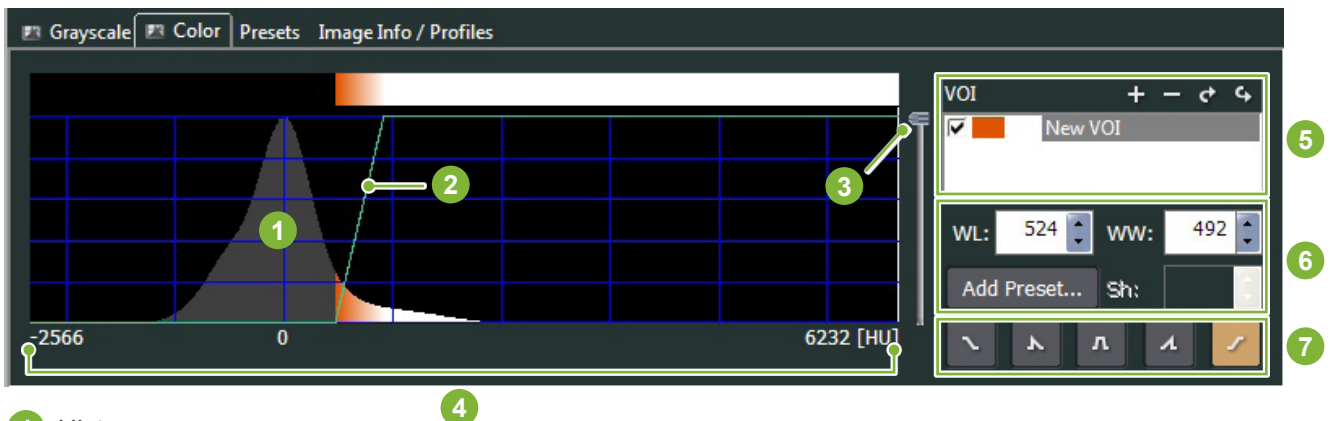 Grayscale Color Presets Image Info / Profiles
VOI
New VOI
5
3
2
1
WL: 524 WW: 492
6
Add Preset... Sh:
-2566 0 6232 [HU]
7
4